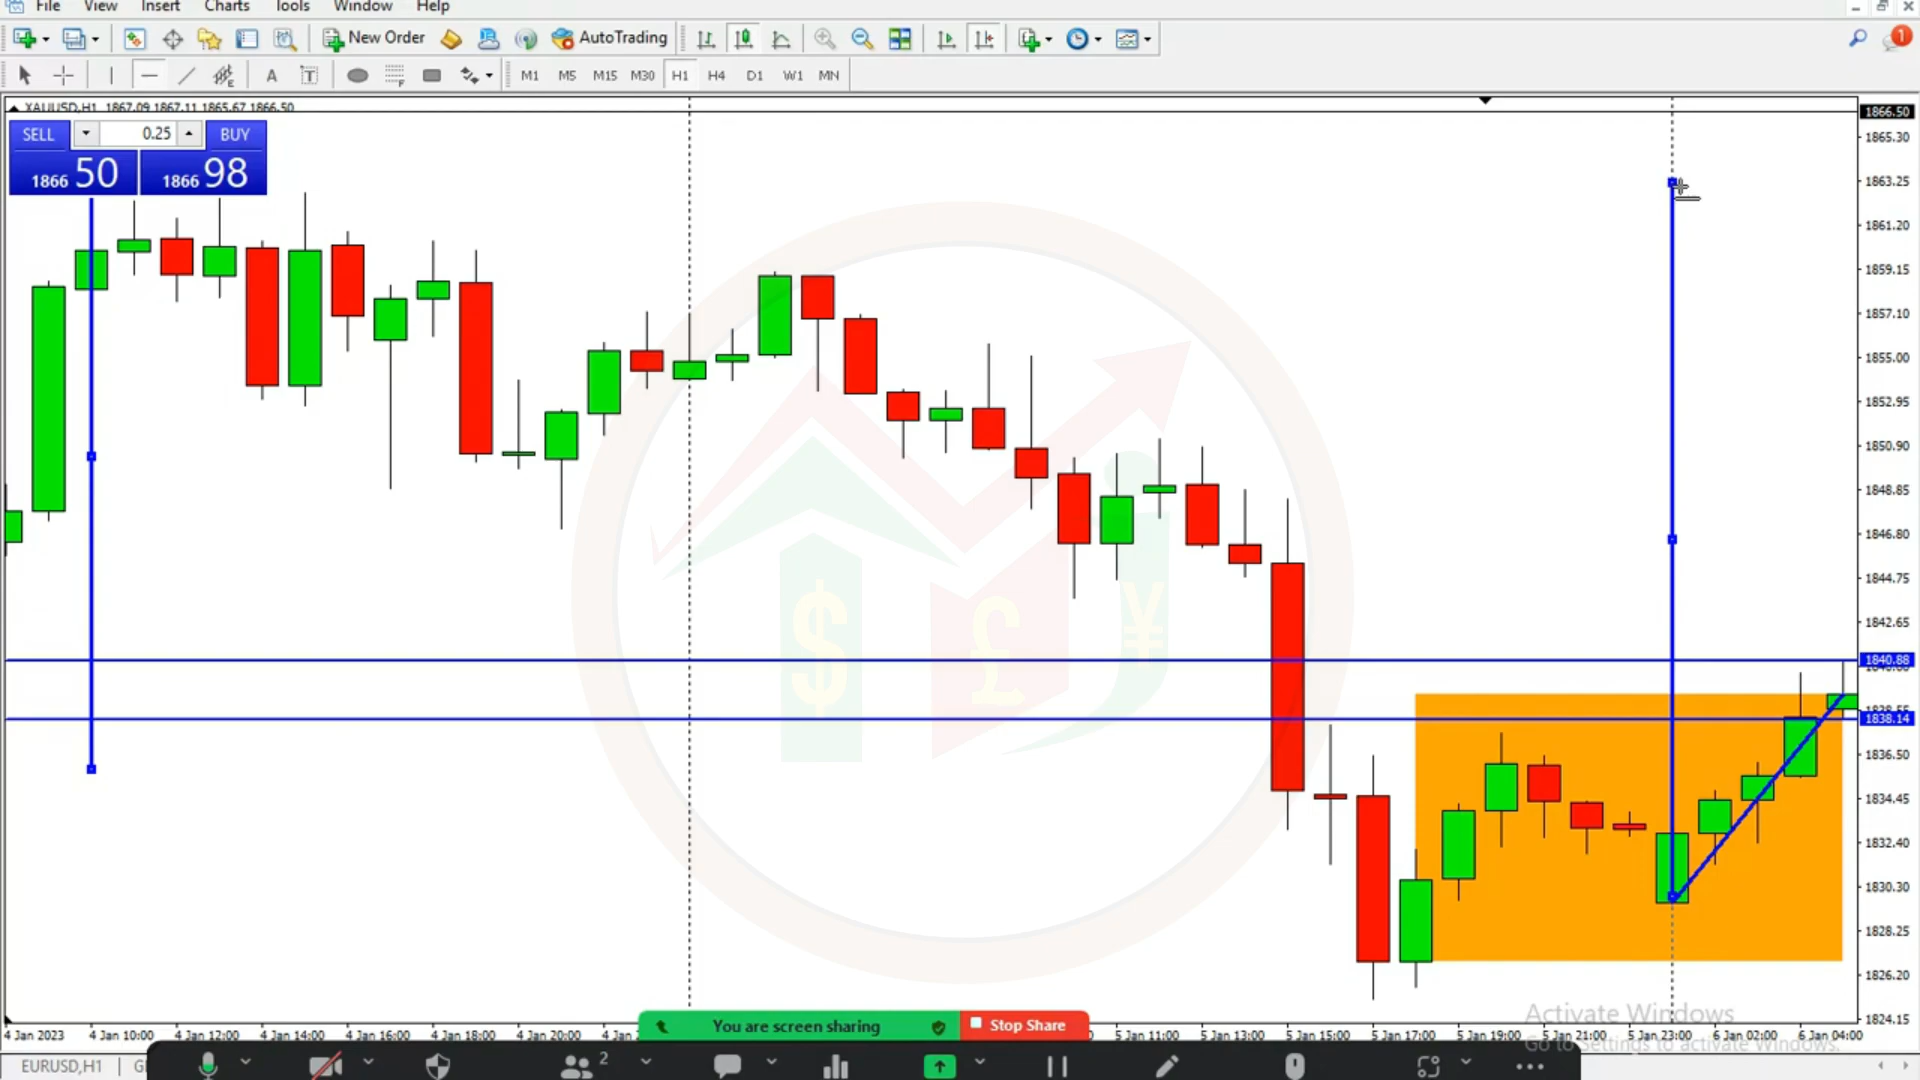 File View Insert Charts Tools Window Help
New Order AutoTrading 1
A T E F M1 M5 M15 M30 H1 H4 D1 W1 MN
XAUUSD,H1 1867.09 1867.11 1865.67 1866.50
SELL 0.25 BUY
1866 50 1866 98
1866.50
1865.30
1863.25
1861.20
1859.15
1857.10
1855.00
1852.95
1850.90
1848.85
1846.80
1844.75
1842.65
1840.88
1838.14
1836.50
1834.45
1832.40
1830.30
1828.25
1826.20
1824.15
$ £ ¥
Activate Windows
Go to Settings to activate Windows.
4 Jan 2023 4 Jan 10:00 4 Jan 12:00 4 Jan 14:00 4 Jan 16:00 4 Jan 18:00 4 Jan 20:00 5 Jan 11:00 5 Jan 13:00 5 Jan 15:00 5 Jan 17:00 5 Jan 19:00 5 Jan 21:00 5 Jan 23:00 6 Jan 02:00 6 Jan 04:00
You are screen sharing Stop Share
EURUSD,H1
2